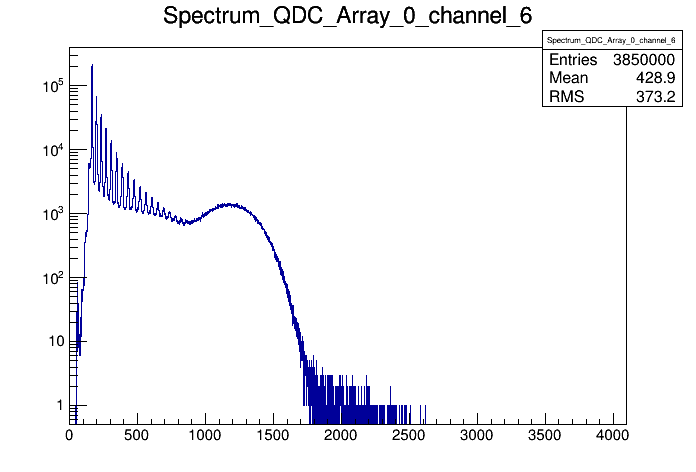 Spectrum_QDC_Array_0_channel_6
Spectrum_QDC_Array_0_channel_6
Entries 3850000
Mean 428.9
RMS 373.2
10^5
10^4
10^3
10^2
10
1
0 500 1000 1500 2000 2500 3000 3500 4000